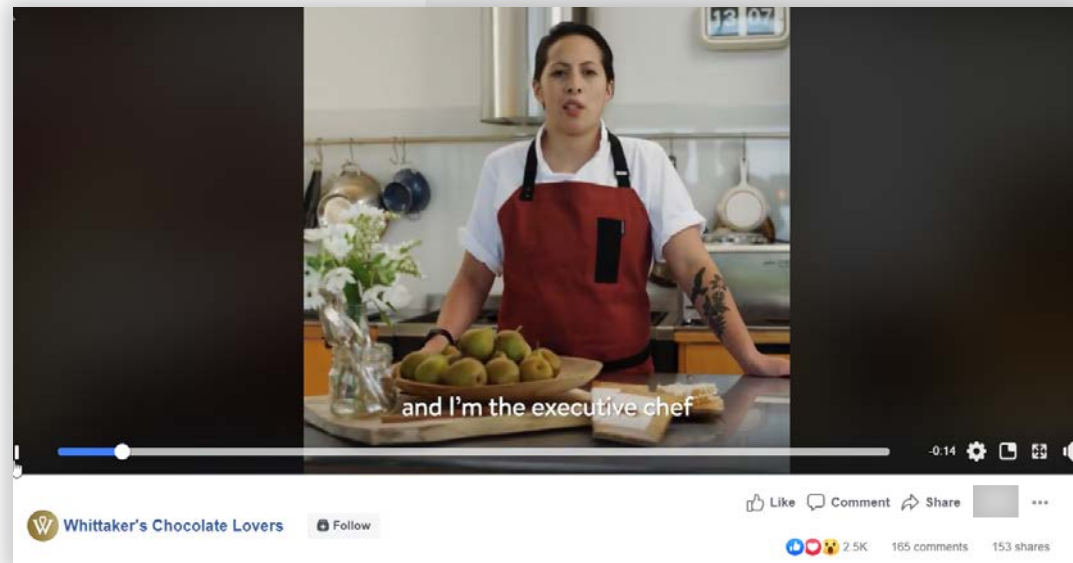 13 07
and I'm the executive chef
-0:14
Like Comment Share
Whittaker's Chocolate Lovers Follow
2.5K 165 comments 153 shares